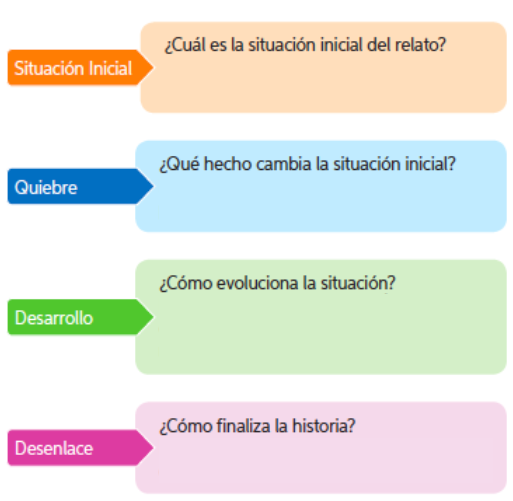 ¿Cuál es la situación inicial del relato?
Situación Inicial
¿Qué hecho cambia la situación inicial?
Quiebre
¿Cómo evoluciona la situación?
Desarrollo
¿Cómo finaliza la historia?
Desenlace